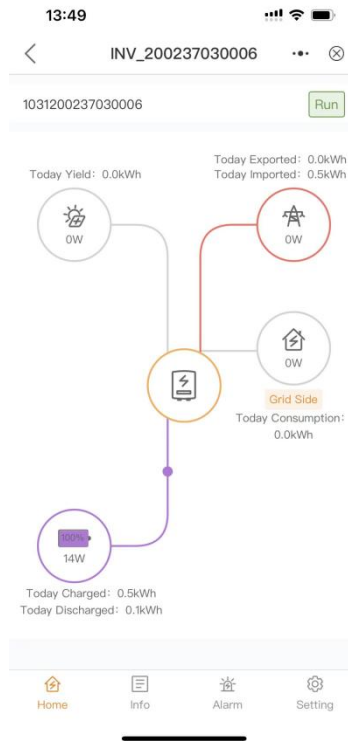 13:49
INV_200237030006
1031200237030006
Run
Today Exported: 0.0kWh
Today Yield: 0.0kWh
Today Imported: 0.5kWh
0W
0W
0W
Grid Side
Today Consumption:
0.0kWh
100%
14W
Today Charged: 0.5kWh
Today Discharged: 0.1kWh
Home
Info
Alarm
Setting